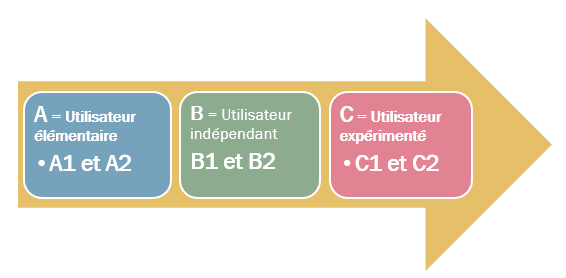 A = Utilisateur
élémentaire
• A1 et A2
B = Utilisateur
indépendant
B1 et B2
C = Utilisateur
expérimenté
• C1 et C2